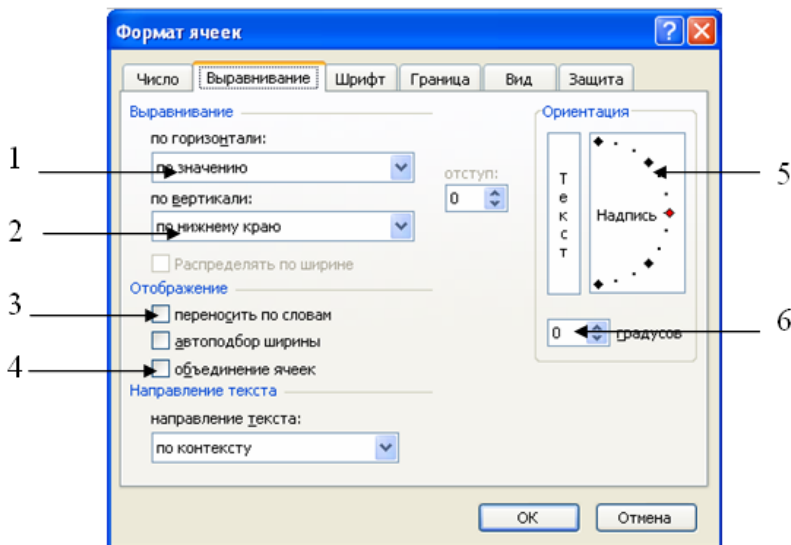 Формат ячеек
Число Выравнивание Шрифт Граница Вид Защита
Выравнивание
по горизонтали:
1
по значению
отступ:
0
по вертикали:
2
по нижнему краю
Распределять по ширине
Отображение
3
переносить по словам
автоподбор ширины
4
объединение ячеек
Направление текста
направление текста:
по контексту
Ориентация
Текст
Надпись
5
0 градусов
6
ОК Отмена